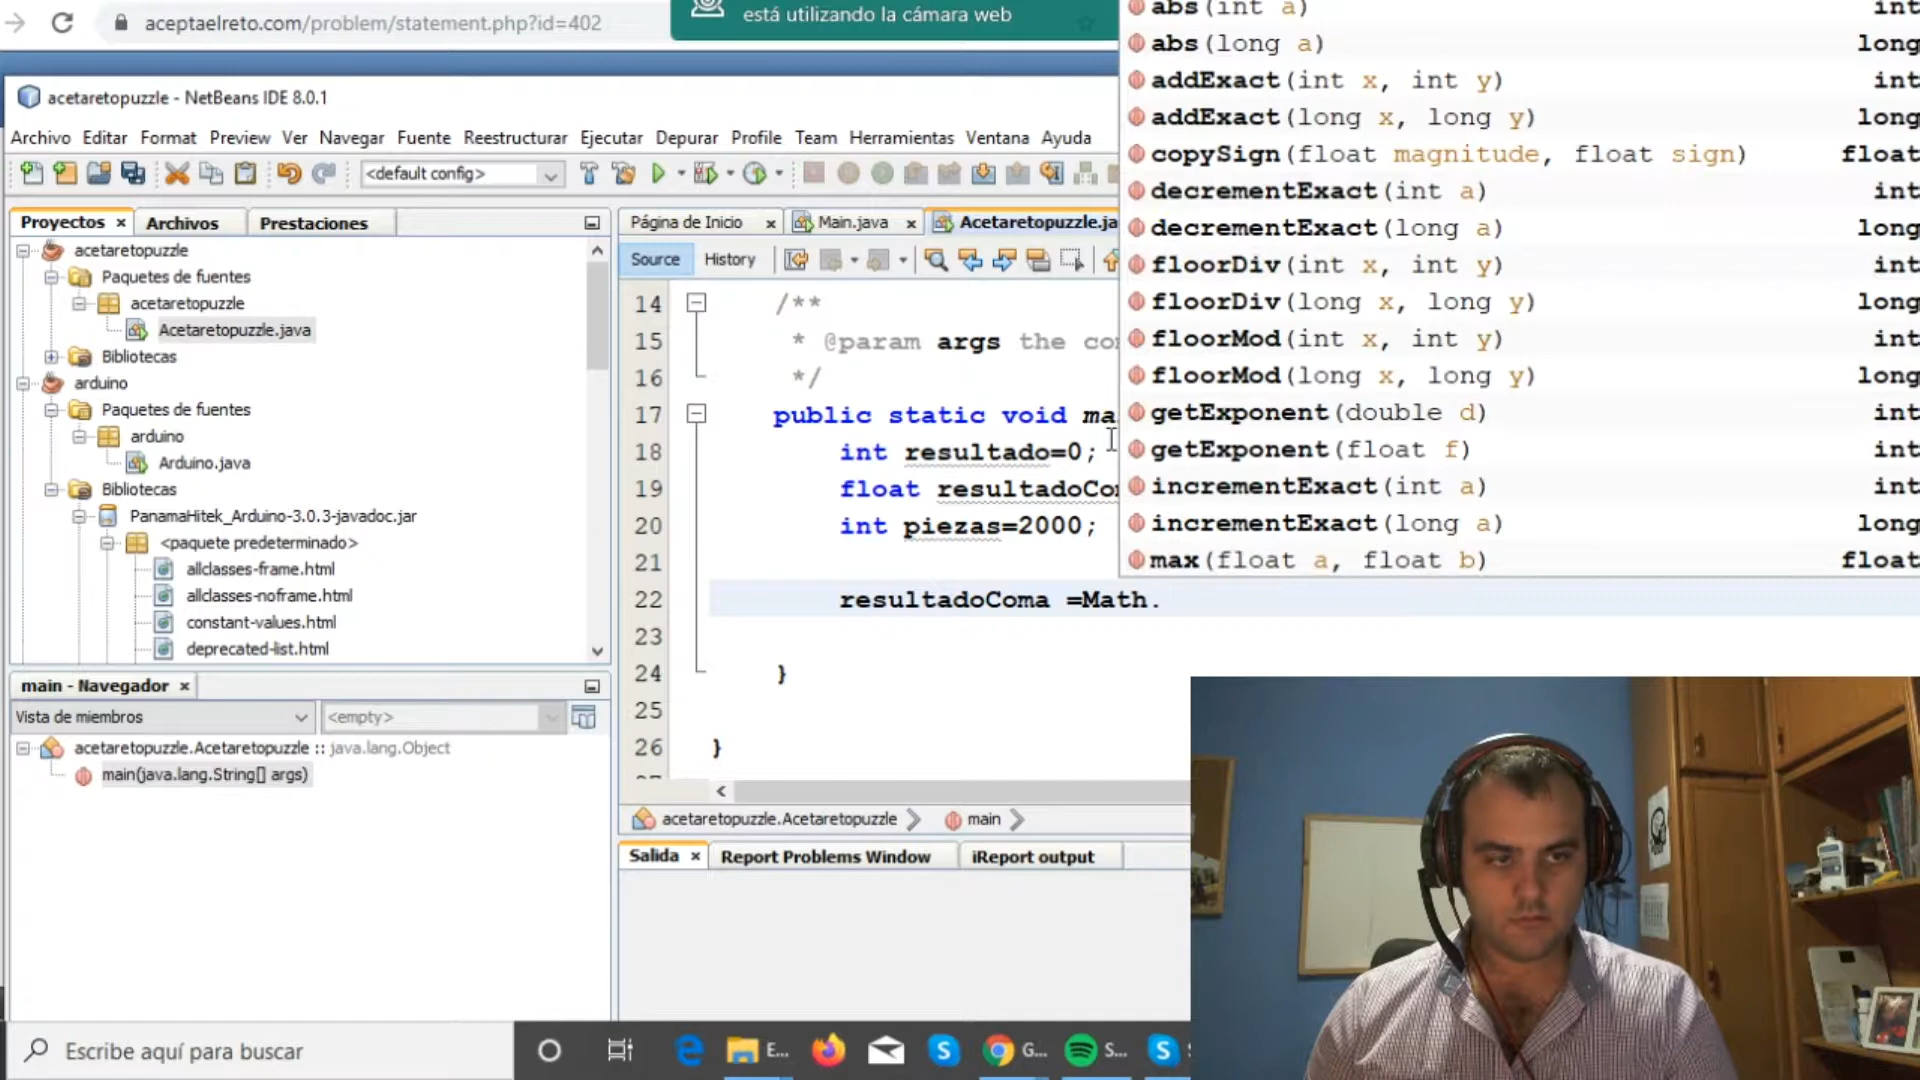 aceptaelreto.com/problem/statement.php?id=402
está utilizando la cámara web
acetaretopuzzle - NetBeans IDE 8.0.1
Archivo Editar Format Preview Ver Navegar Fuente Reestructurar Ejecutar Depurar Profile Team Herramientas Ventana Ayuda
<default config>
Proyectos Archivos Prestaciones
acetaretopuzzle
Paquetes de fuentes
acetaretopuzzle
Acetaretopuzzle.java
Bibliotecas
arduino
Paquetes de fuentes
arduino
Arduino.java
Bibliotecas
PanamaHitek_Arduino-3.0.3-javadoc.jar
<paquete predeterminado>
allclasses-frame.html
allclasses-noframe.html
constant-values.html
deprecated-list.html
main - Navegador
Vista de miembros <empty>
acetaretopuzzle.Acetaretopuzzle :: java.lang.Object
main(java.lang.String[] args)
Página de Inicio Main.java Acetaretopuzzle.ja
Source History
14 /**
15 * @param args the co
16 */
17 public static void ma
18 int resultado=0;
19 float resultadoCo
20 int piezas=2000;
21
22 resultadoComa =Math.
23
24 }
25
26 }
abs(int a) int
abs(long a) long
addExact(int x, int y) int
addExact(long x, long y) long
copySign(float magnitude, float sign) float
decrementExact(int a) int
decrementExact(long a) long
floorDiv(int x, int y) int
floorDiv(long x, long y) long
floorMod(int x, int y) int
floorMod(long x, long y) long
getExponent(double d) int
getExponent(float f) int
incrementExact(int a) int
incrementExact(long a) long
max(float a, float b) float
acetaretopuzzle.Acetaretopuzzle main
Salida Report Problems Window iReport output
Escribe aquí para buscar
E... G... S...